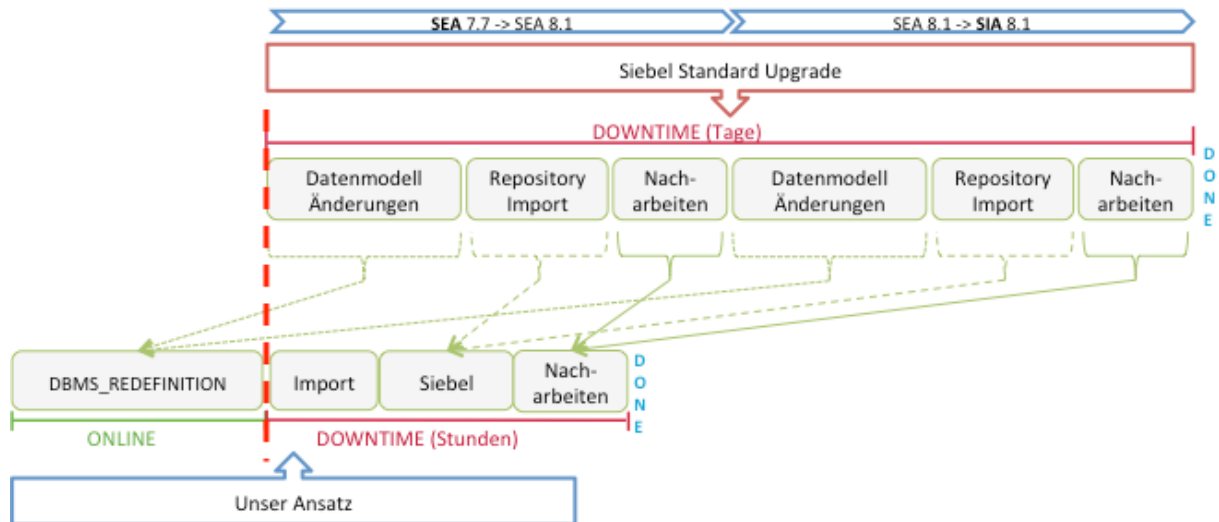 SEA 7.7 -> SEA 8.1
SEA 8.1 -> SIA 8.1
Siebel Standard Upgrade
DOWNTIME (Tage)
Datenmodell
Änderungen
Repository
Import
Nach-
arbeiten
Datenmodell
Änderungen
Repository
Import
Nach-
arbeiten
DONE
DBMS_REDEFINITION
Import
Siebel
Nach-
arbeiten
DONE
ONLINE
DOWNTIME (Stunden)
Unser Ansatz